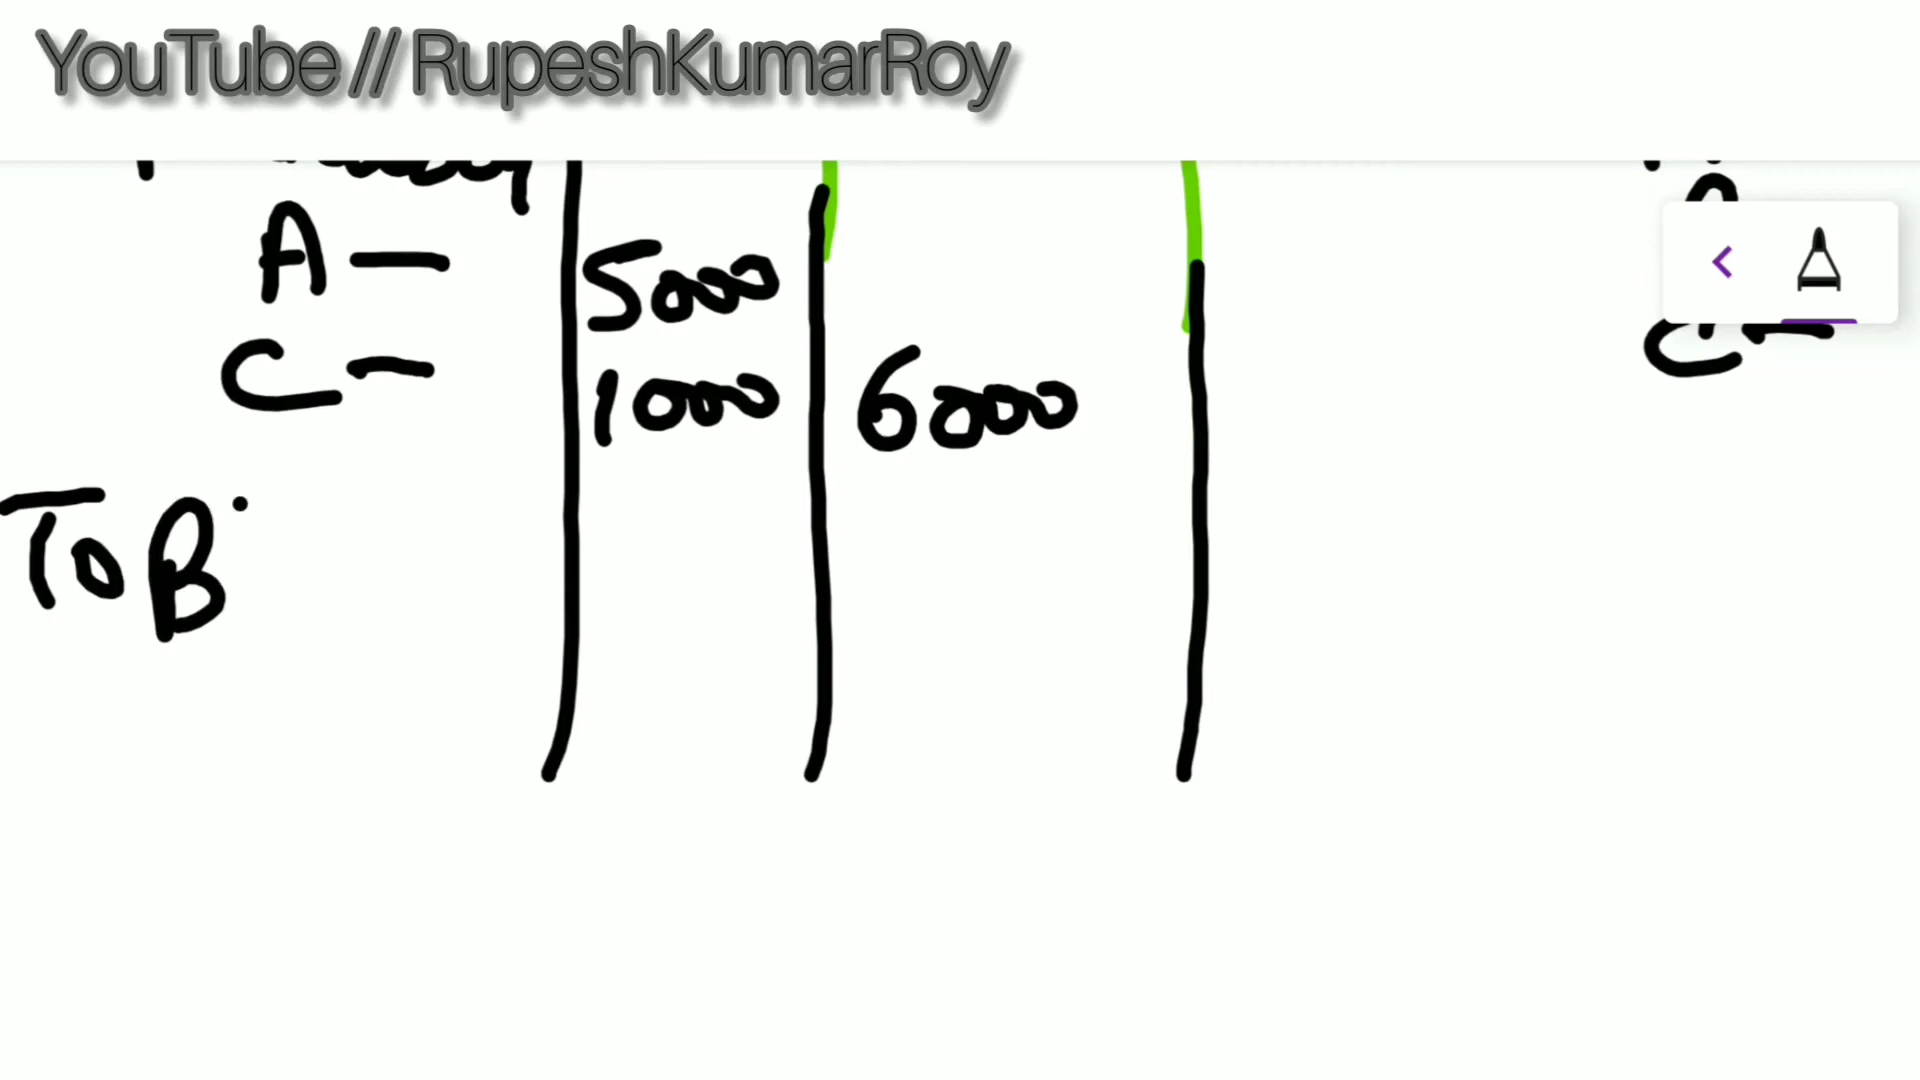 YouTube // RupeshKumarRoy
A — 5000
C — 1000 6000
To B
C —